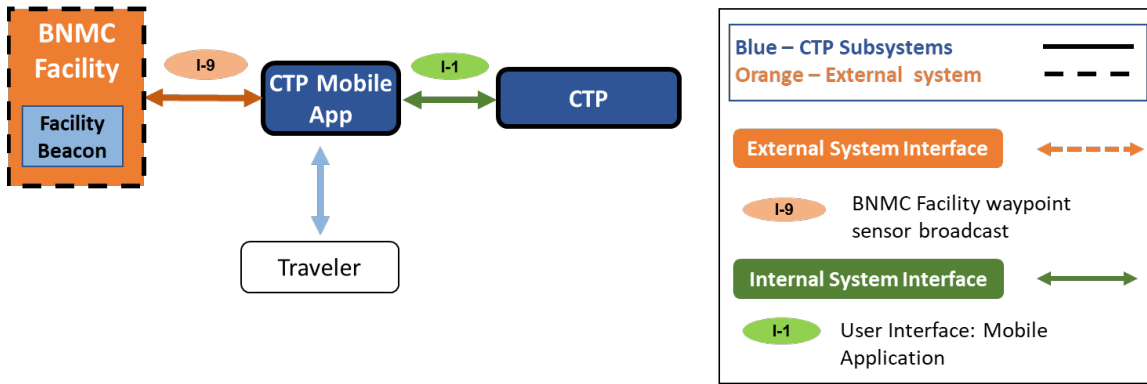 BNMC
Facility
Facility
Beacon
I-9
CTP Mobile
App
I-1
CTP
Traveler
Blue – CTP Subsystems
Orange – External system
External System Interface
I-9
BNMC Facility waypoint
sensor broadcast
Internal System Interface
I-1
User Interface: Mobile
Application